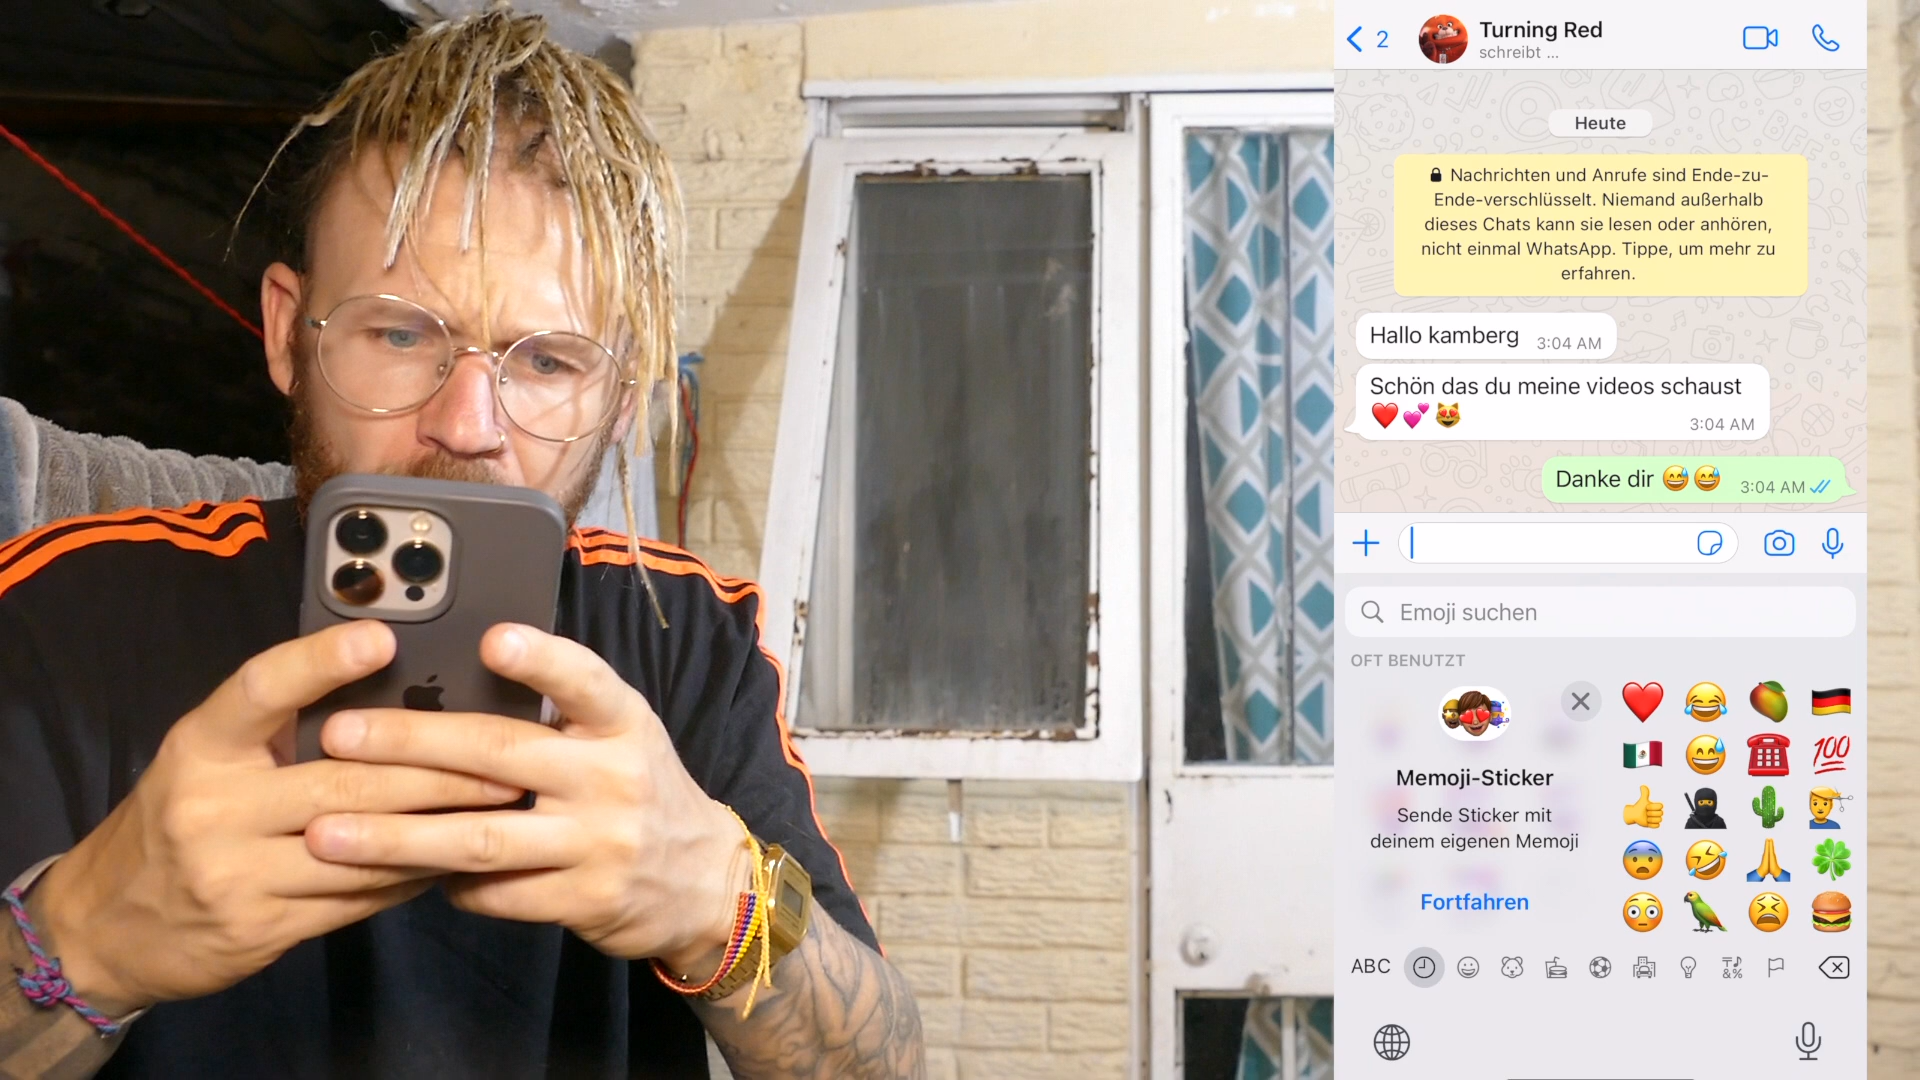 2
Turning Red
schreibt ...
Heute
Nachrichten und Anrufe sind Ende-zu-
Ende-verschlüsselt. Niemand außerhalb
dieses Chats kann sie lesen oder anhören,
nicht einmal WhatsApp. Tippe, um mehr zu
erfahren.
Hallo kamberg 3:04 AM
Schön das du meine videos schaust
❤️💕😻 3:04 AM
Danke dir 😅😅 3:04 AM
Emoji suchen
OFT BENUTZT
Memoji-Sticker
Sende Sticker mit
deinem eigenen Memoji
Fortfahren
100
ABC